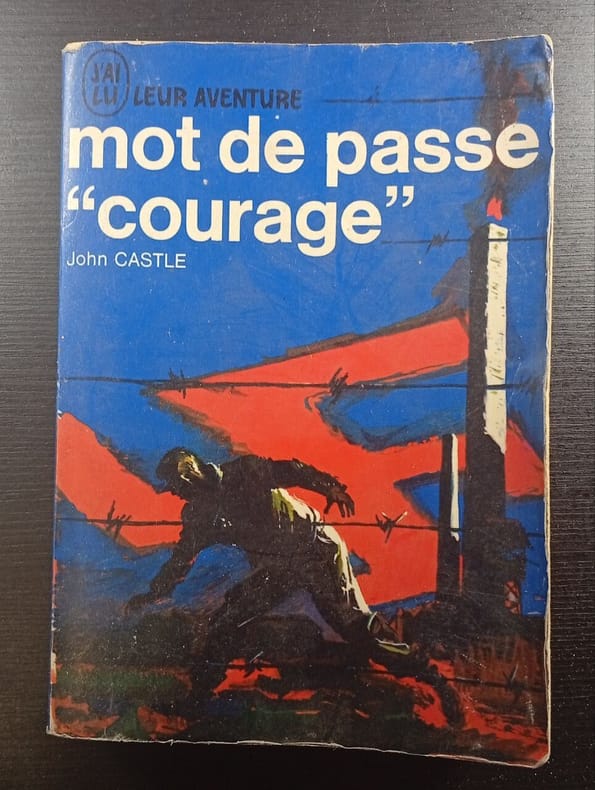 J'AI
LU
LEUR AVENTURE
mot de passe
“courage”
John CASTLE